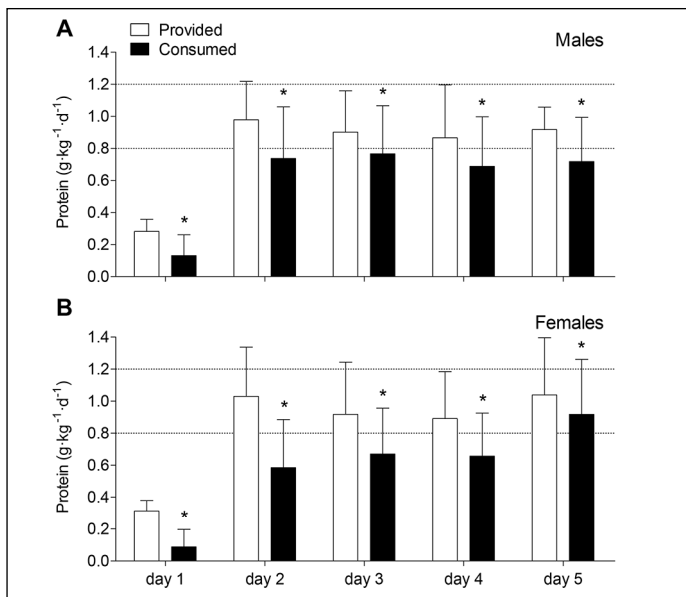 A
Provided
Consumed
Males
Protein (g·kg⁻¹·d⁻¹)
1.4
1.2
1.0
0.8
0.6
0.4
0.2
0.0
* * * * *
B
Females
Protein (g·kg⁻¹·d⁻¹)
1.4
1.2
1.0
0.8
0.6
0.4
0.2
0.0
* * * * *
day 1 day 2 day 3 day 4 day 5